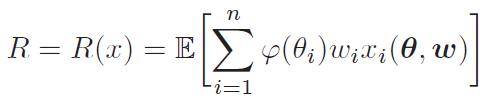 R = R(x) = 𝔼[∑_{i=1}^{n} φ(θ_i)w_i x_i(𝜽, 𝒘)]